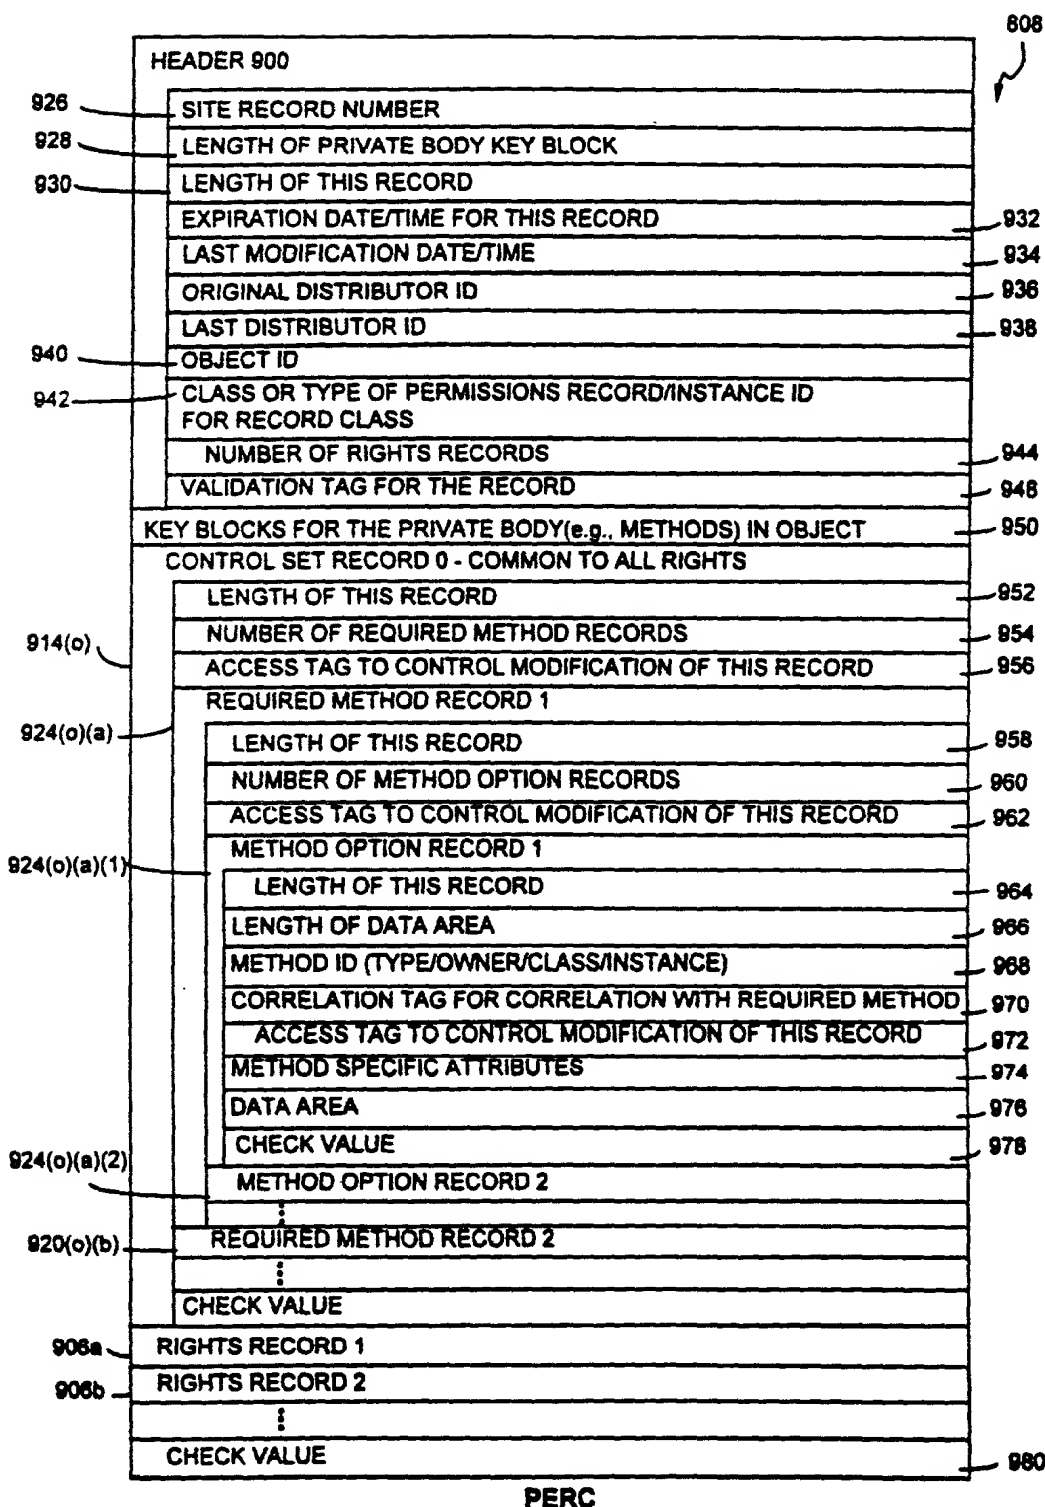 808
HEADER 900
926 SITE RECORD NUMBER
928 LENGTH OF PRIVATE BODY KEY BLOCK
930 LENGTH OF THIS RECORD
EXPIRATION DATE/TIME FOR THIS RECORD 932
LAST MODIFICATION DATE/TIME 934
ORIGINAL DISTRIBUTOR ID 936
LAST DISTRIBUTOR ID 938
940 OBJECT ID
942 CLASS OR TYPE OF PERMISSIONS RECORD/INSTANCE ID
FOR RECORD CLASS
NUMBER OF RIGHTS RECORDS 944
VALIDATION TAG FOR THE RECORD 948
KEY BLOCKS FOR THE PRIVATE BODY(e.g., METHODS) IN OBJECT 950
CONTROL SET RECORD 0 - COMMON TO ALL RIGHTS
LENGTH OF THIS RECORD 952
914(o) NUMBER OF REQUIRED METHOD RECORDS 954
ACCESS TAG TO CONTROL MODIFICATION OF THIS RECORD 956
REQUIRED METHOD RECORD 1
924(o)(a) LENGTH OF THIS RECORD 958
NUMBER OF METHOD OPTION RECORDS 960
ACCESS TAG TO CONTROL MODIFICATION OF THIS RECORD 962
METHOD OPTION RECORD 1
924(o)(a)(1) LENGTH OF THIS RECORD 964
LENGTH OF DATA AREA 966
METHOD ID (TYPE/OWNER/CLASS/INSTANCE) 968
CORRELATION TAG FOR CORRELATION WITH REQUIRED METHOD 970
ACCESS TAG TO CONTROL MODIFICATION OF THIS RECORD 972
METHOD SPECIFIC ATTRIBUTES 974
DATA AREA 976
CHECK VALUE 978
924(o)(a)(2) METHOD OPTION RECORD 2
920(o)(b) REQUIRED METHOD RECORD 2
CHECK VALUE
906a RIGHTS RECORD 1
906b RIGHTS RECORD 2
CHECK VALUE 980
PERC